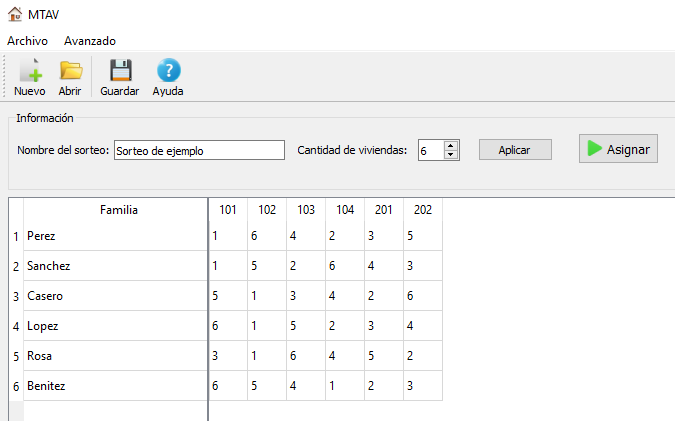 MTAV
Archivo Avanzado
Nuevo Abrir Guardar Ayuda
Información
Nombre del sorteo: Sorteo de ejemplo Cantidad de viviendas: 6 Aplicar Asignar
Familia 101 102 103 104 201 202
1 Perez 1 6 4 2 3 5
2 Sanchez 1 5 2 6 4 3
3 Casero 5 1 3 4 2 6
4 Lopez 6 1 5 2 3 4
5 Rosa 3 1 6 4 5 2
6 Benitez 6 5 4 1 2 3